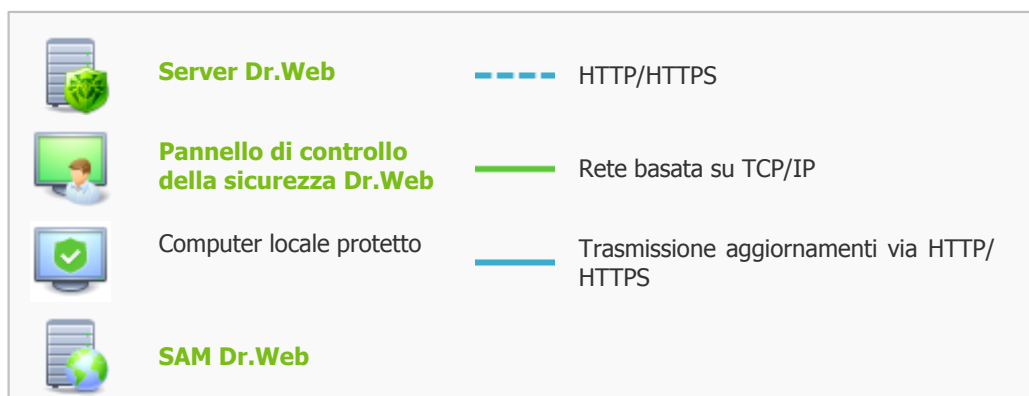 Server Dr.Web
HTTP/HTTPS
Pannello di controllo
della sicurezza Dr.Web
Rete basata su TCP/IP
Computer locale protetto
Trasmissione aggiornamenti via HTTP/
HTTPS
SAM Dr.Web